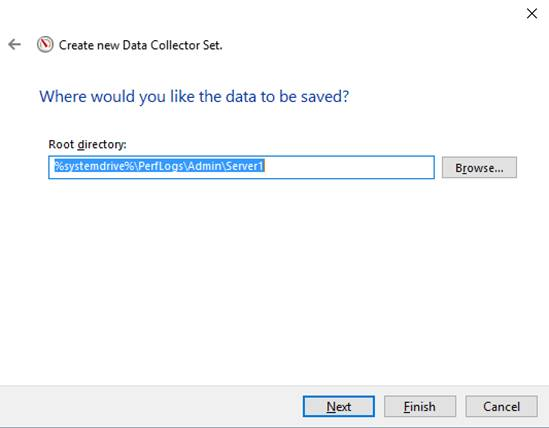 Create new Data Collector Set.
Where would you like the data to be saved?
Root directory:
%systemdrive%\PerfLogs\Admin\Server1
Browse...
Next
Finish
Cancel